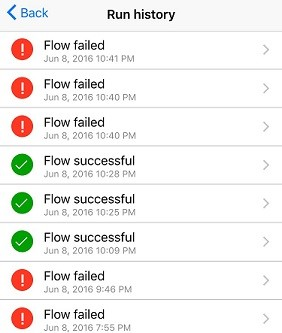 Back
Run history
Flow failed
Jun 8, 2016 10:41 PM
Flow failed
Jun 8, 2016 10:40 PM
Flow failed
Jun 8, 2016 10:40 PM
Flow successful
Jun 8, 2016 10:28 PM
Flow successful
Jun 8, 2016 10:25 PM
Flow successful
Jun 8, 2016 10:09 PM
Flow failed
Jun 8, 2016 9:46 PM
Flow failed
Jun 8, 2016 7:55 PM